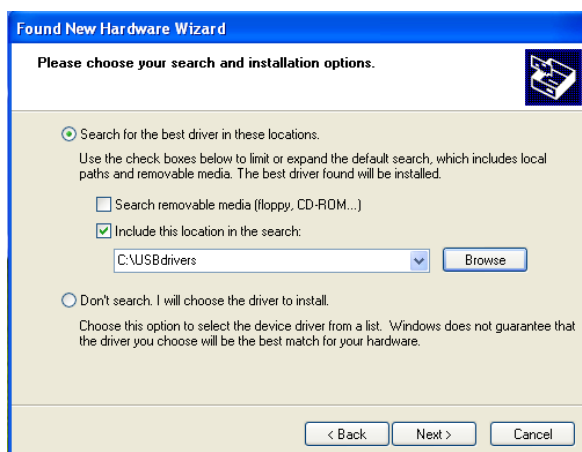 Found New Hardware Wizard
Please choose your search and installation options.
Search for the best driver in these locations.
Use the check boxes below to limit or expand the default search, which includes local
paths and removable media. The best driver found will be installed.
Search removable media (floppy, CD-ROM...)
Include this location in the search:
C:\USBdrivers
Browse
Don't search. I will choose the driver to install.
Choose this option to select the device driver from a list. Windows does not guarantee that
the driver you choose will be the best match for your hardware.
< Back Next > Cancel